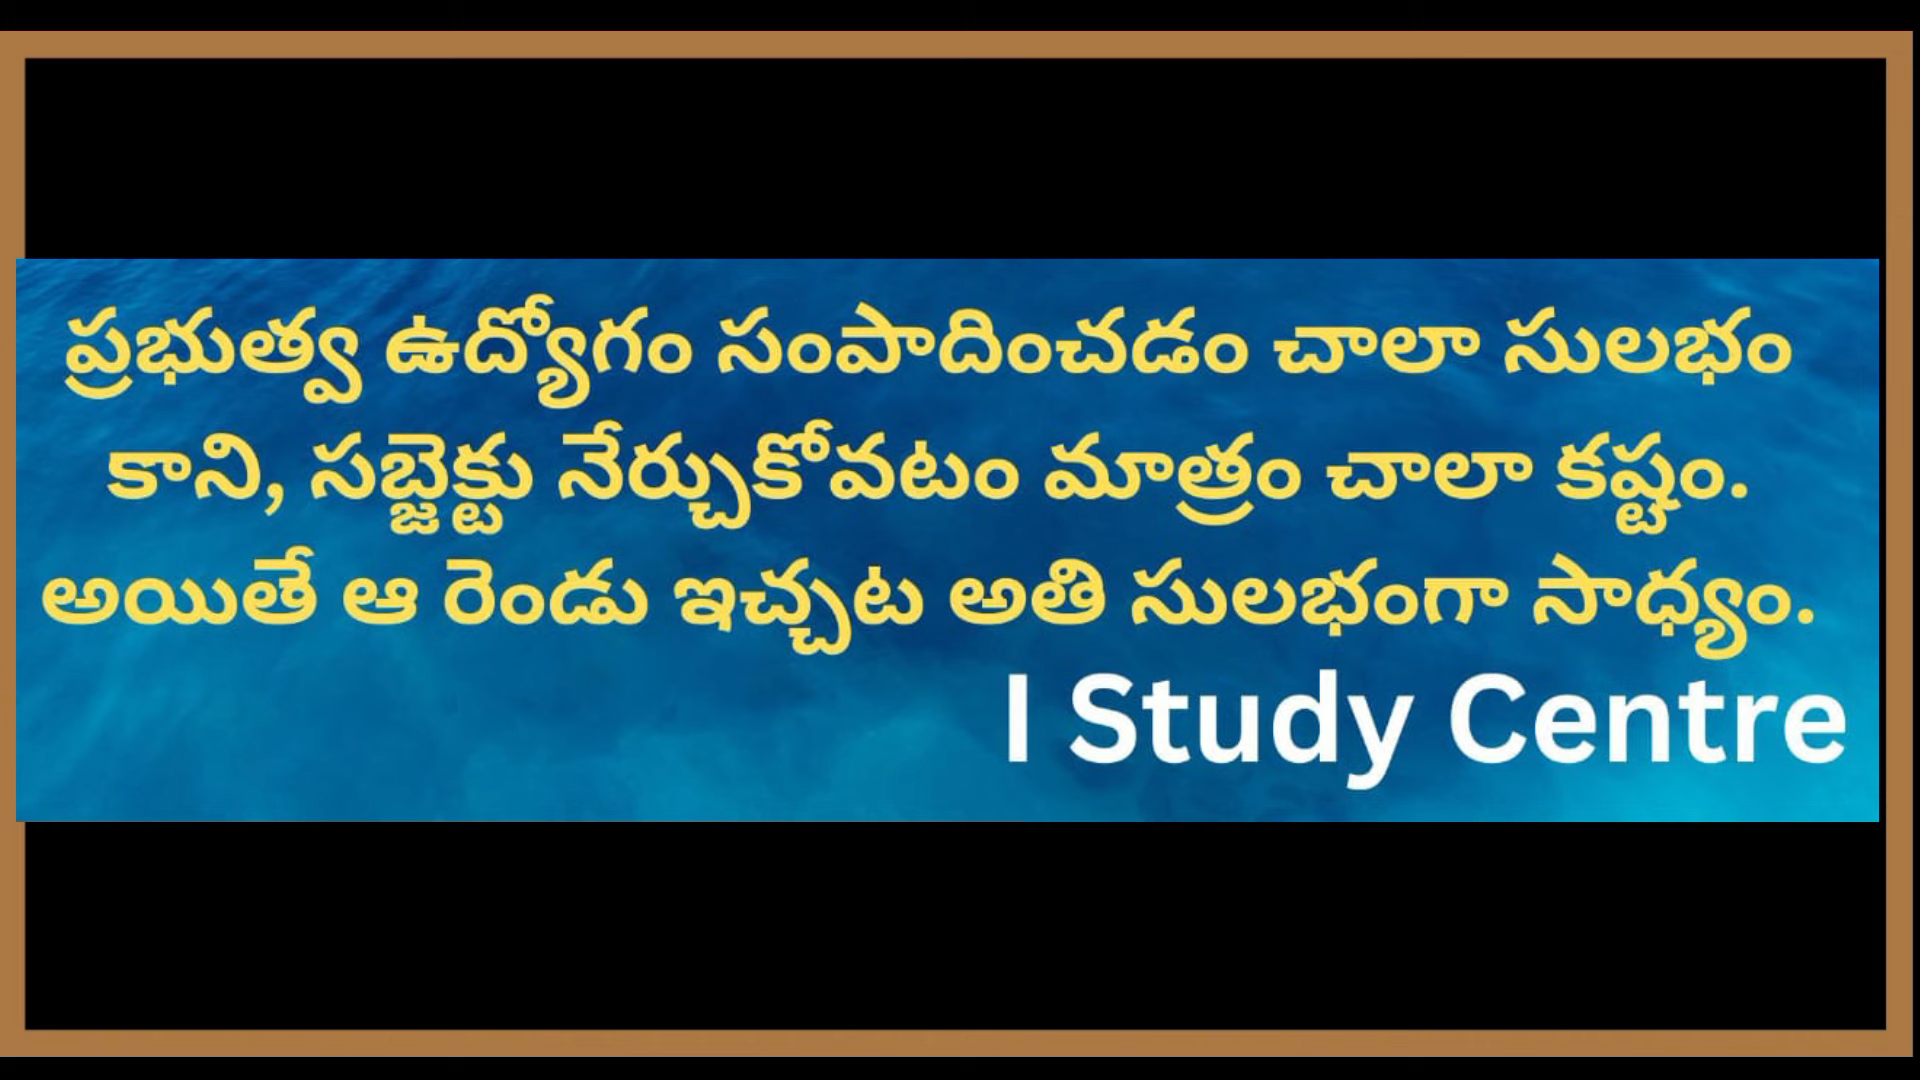 ప్రభుత్వ ఉద్యోగం సంపాదించడం చాలా సులభం
కాని, సబ్జెక్టు నేర్చుకోవటం మాత్రం చాలా కష్టం.
అయితే ఆ రెండు ఇచ్చట అతి సులభంగా సాధ్యం.
I Study Centre